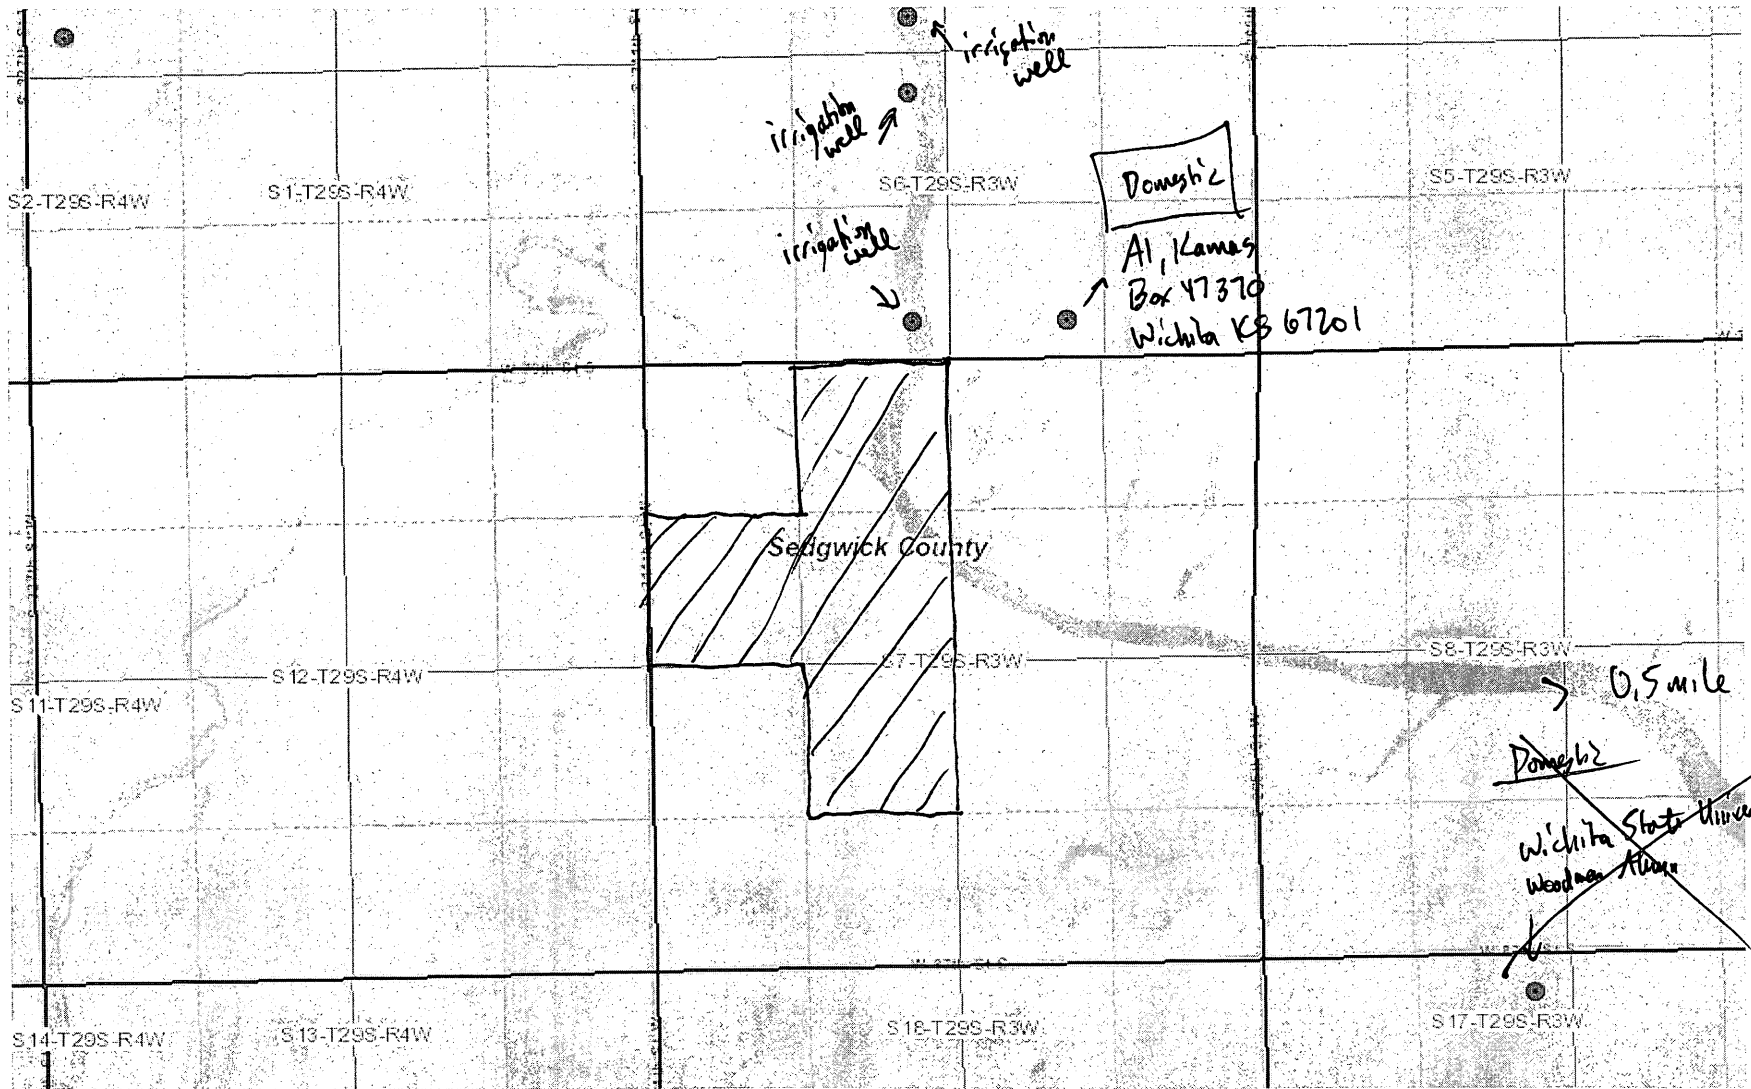 irrigation
well
irrigation
well
Domestic
S2-T29S-R4W
S1-T29S-R4W
S6-T29S-R3W
S5-T29S-R3W
irrigation
well
Al, Kamas
Box 47370
Wichita KS 67201
Sedgwick County
S11-T29S-R4W
S12-T29S-R4W
S7-T29S-R3W
S8-T29S-R3W
0.5 mile
Domestic
Wichita State
Woodman
S14-T29S-R4W
S13-T29S-R4W
S18-T29S-R3W
S17-T29S-R3W